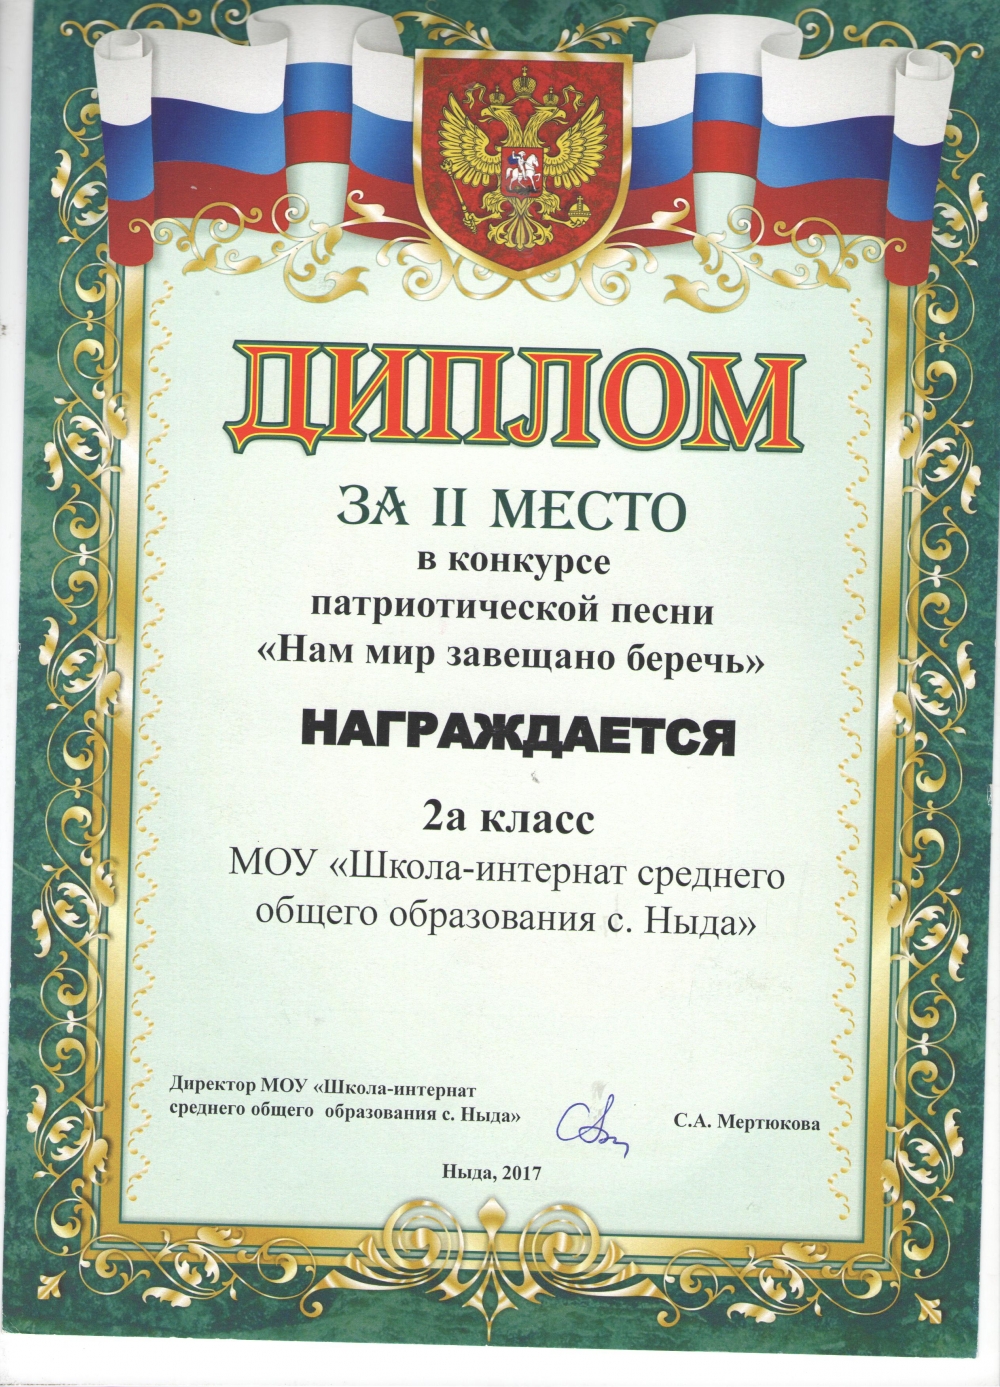 ДИПЛОМ
ЗА II МЕСТО
в конкурсе
патриотической песни
«Нам мир завещано беречь»
НАГРАЖДАЕТСЯ
2а класс
МОУ «Школа-интернат среднего
общего образования с. Ныда»
Директор МОУ «Школа-интернат
среднего общего образования с. Ныда»
С.А. Мертюкова
Ныда, 2017